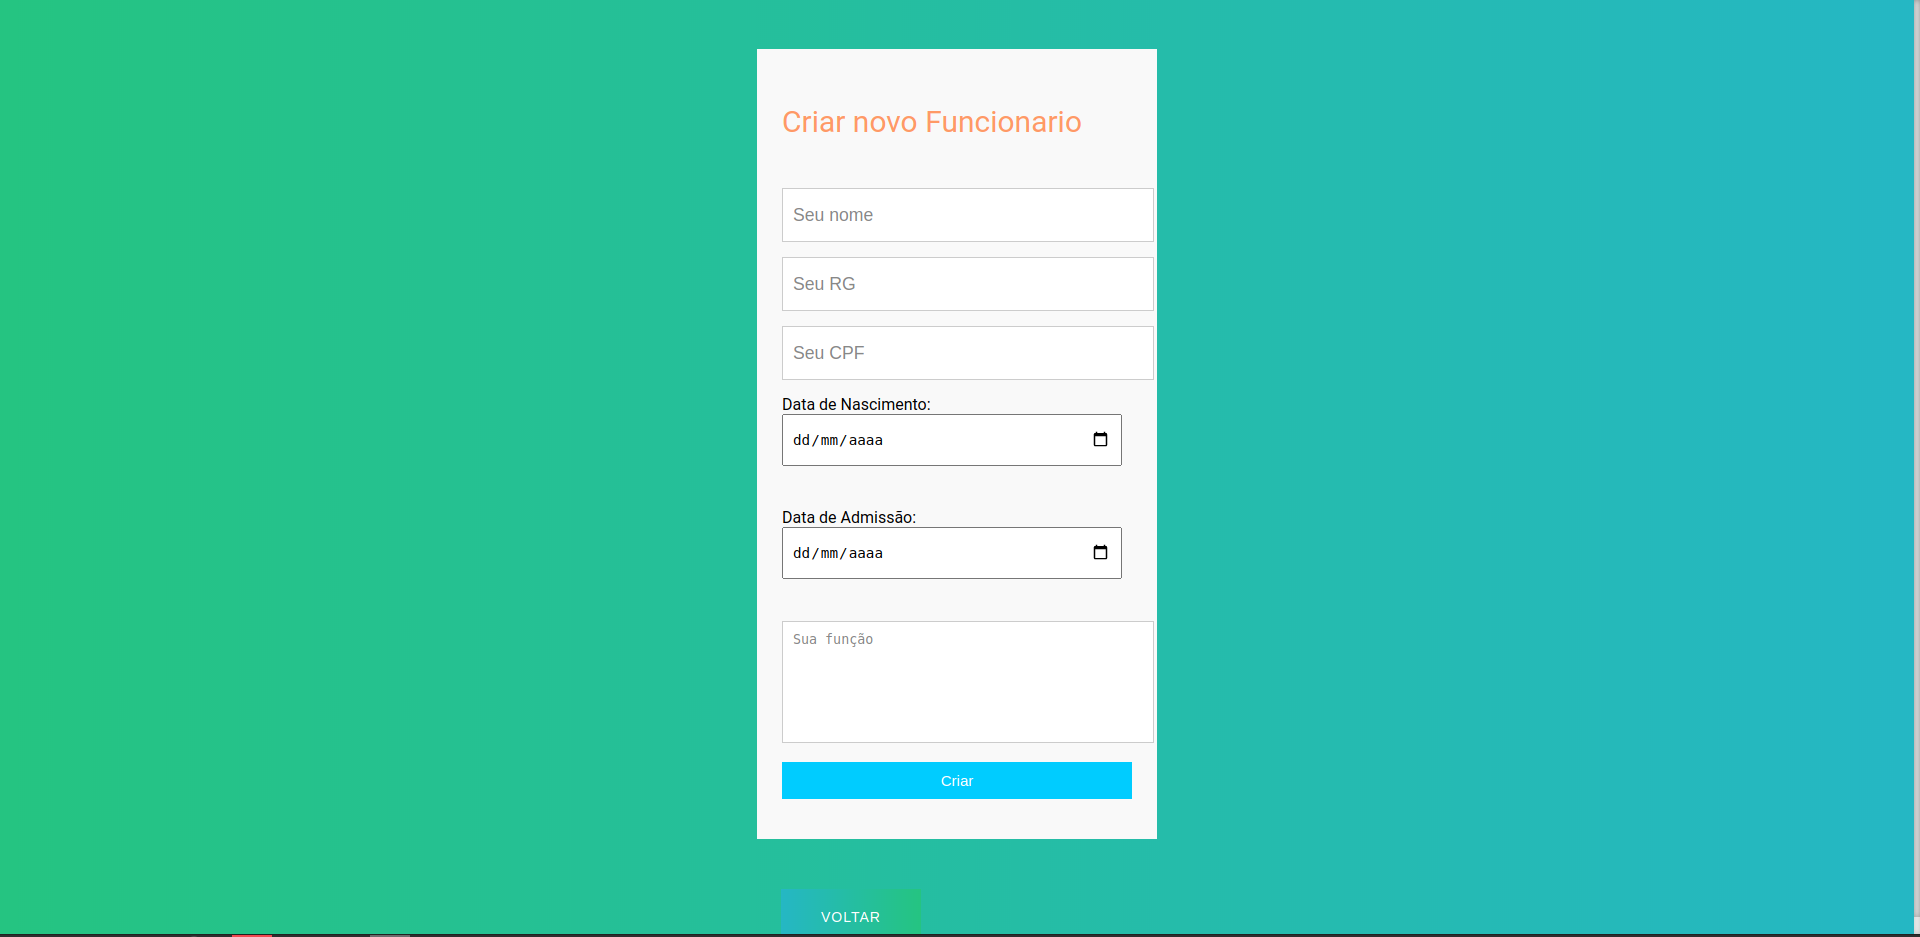 Criar novo Funcionario
Seu nome
Seu RG
Seu CPF
Data de Nascimento:
dd/mm/aaaa
Data de Admissão:
dd/mm/aaaa
Sua função
Criar
VOLTAR